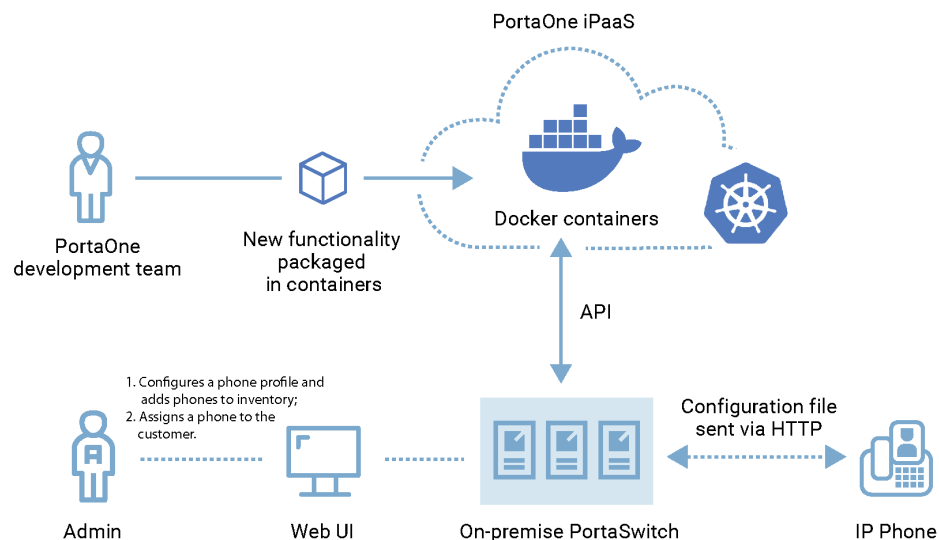 PortaOne iPaaS
Docker containers
PortaOne
development team
New functionality
packaged
in containers
API
1. Configures a phone profile and
adds phones to inventory;
2. Assigns a phone to the
customer.
Configuration file
sent via HTTP
A
Admin
Web UI
On-premise PortaSwitch
IP Phone